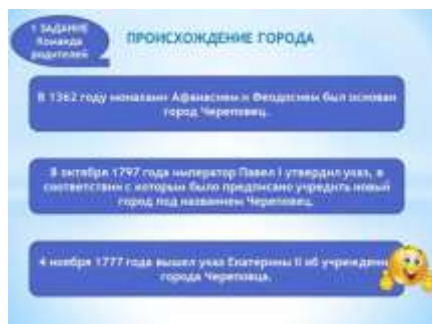 1 ЗАДАНИЕ
Команда
родителей
ПРОИСХОЖДЕНИЕ ГОРОДА
В 1362 году монахами Афанасием и Феодосием был основан
город Череповец.
В октябре 1797 года император Павел I утвердил указ, в
соответствии с которым было предписано учредить новый
город под названием Череповец.
4 ноября 1777 года вышел указ Екатерины II об учреждении
города Череповца.